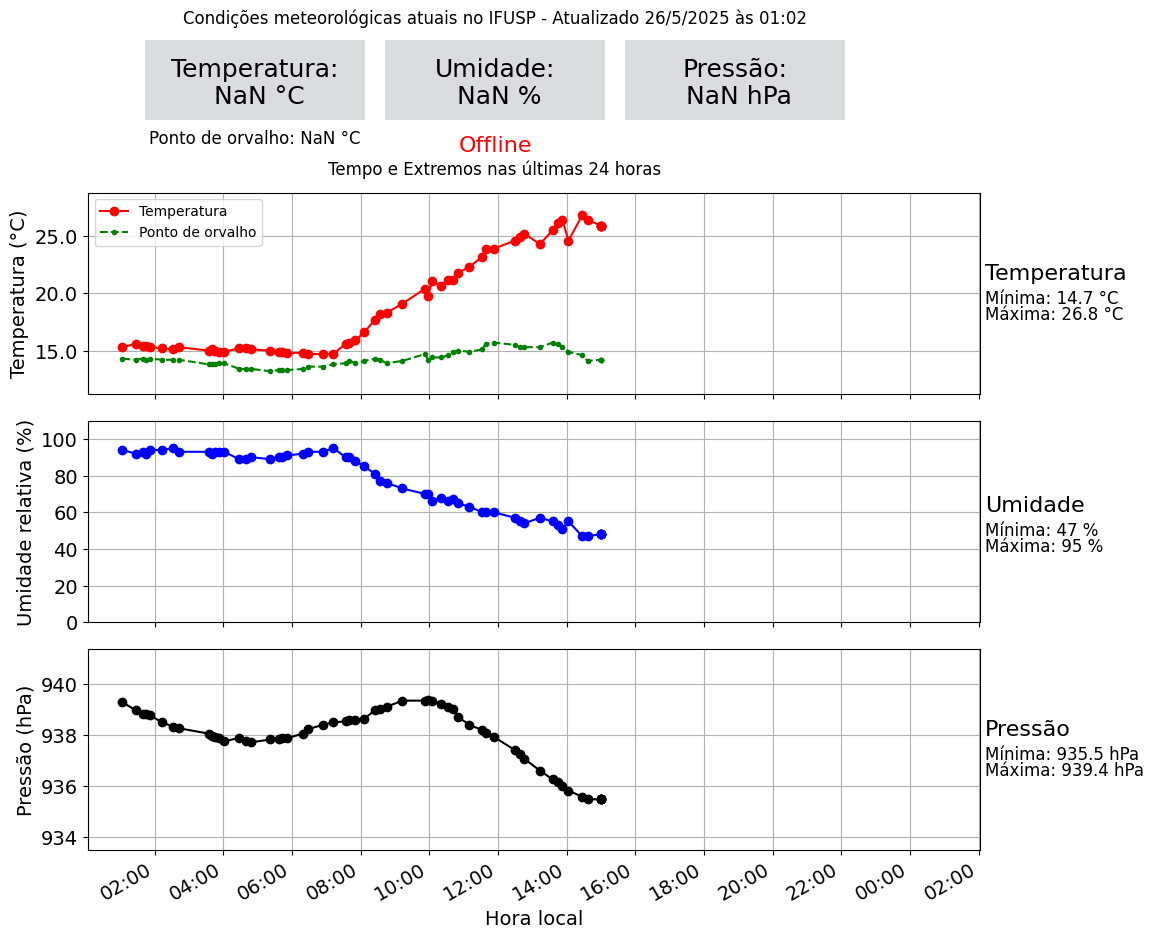 Condições meteorológicas atuais no IFUSP - Atualizado 26/5/2025 às 01:02
Temperatura:
NaN °C
Umidade:
NaN %
Pressão:
NaN hPa
Ponto de orvalho: NaN °C
Offline
Tempo e Extremos nas últimas 24 horas
Temperatura (°C)
25.0
20.0
15.0
Temperatura
Ponto de orvalho
Temperatura
Mínima: 14.7 °C
Máxima: 26.8 °C
Umidade relativa (%)
100
80
60
40
20
0
Umidade
Mínima: 47 %
Máxima: 95 %
Pressão (hPa)
940
938
936
934
Pressão
Mínima: 935.5 hPa
Máxima: 939.4 hPa
02:00
04:00
06:00
08:00
10:00
12:00
14:00
16:00
18:00
20:00
22:00
00:00
02:00
Hora local